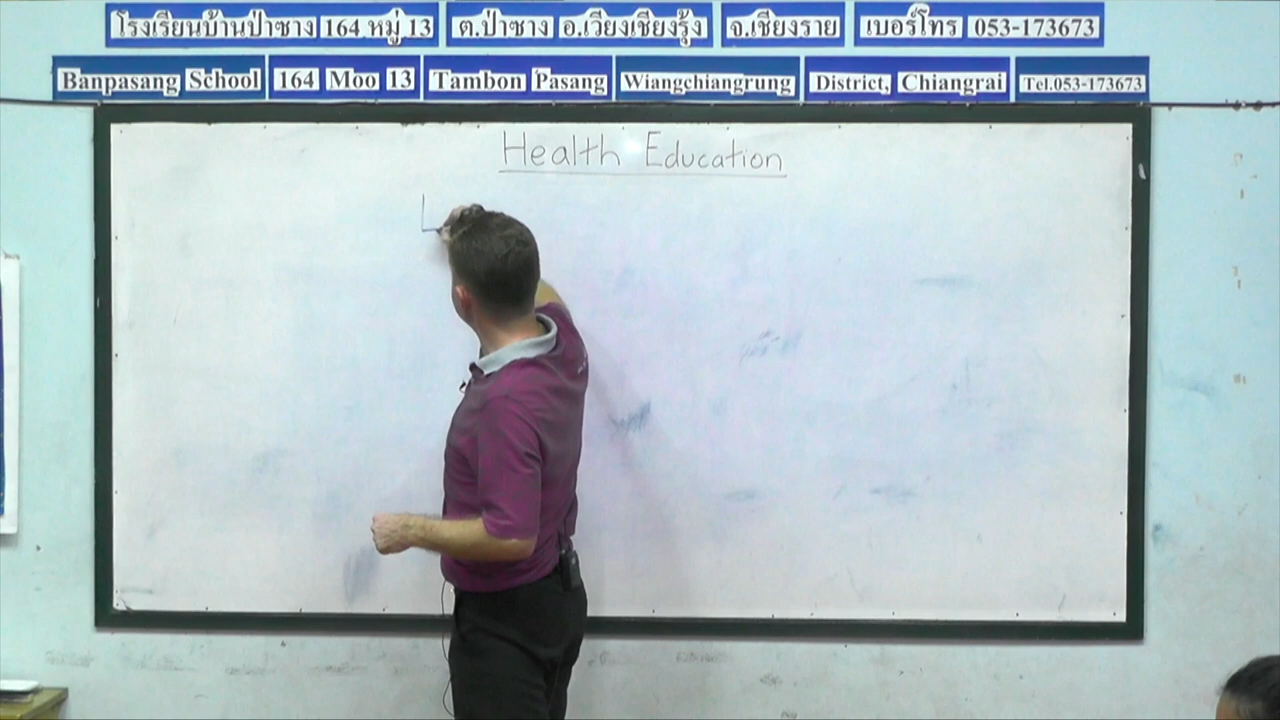 โรงเรียนบ้านป่าซาง 164 หมู่ 13 ต.ป่าซาง อ.เวียงเชียงรุ้ง จ.เชียงราย เบอร์โทร 053-173673
Banpasang School 164 Moo 13 Tambon Pasang Wiangchiangrung District, Chiangrai Tel.053-173673
Health Education
L